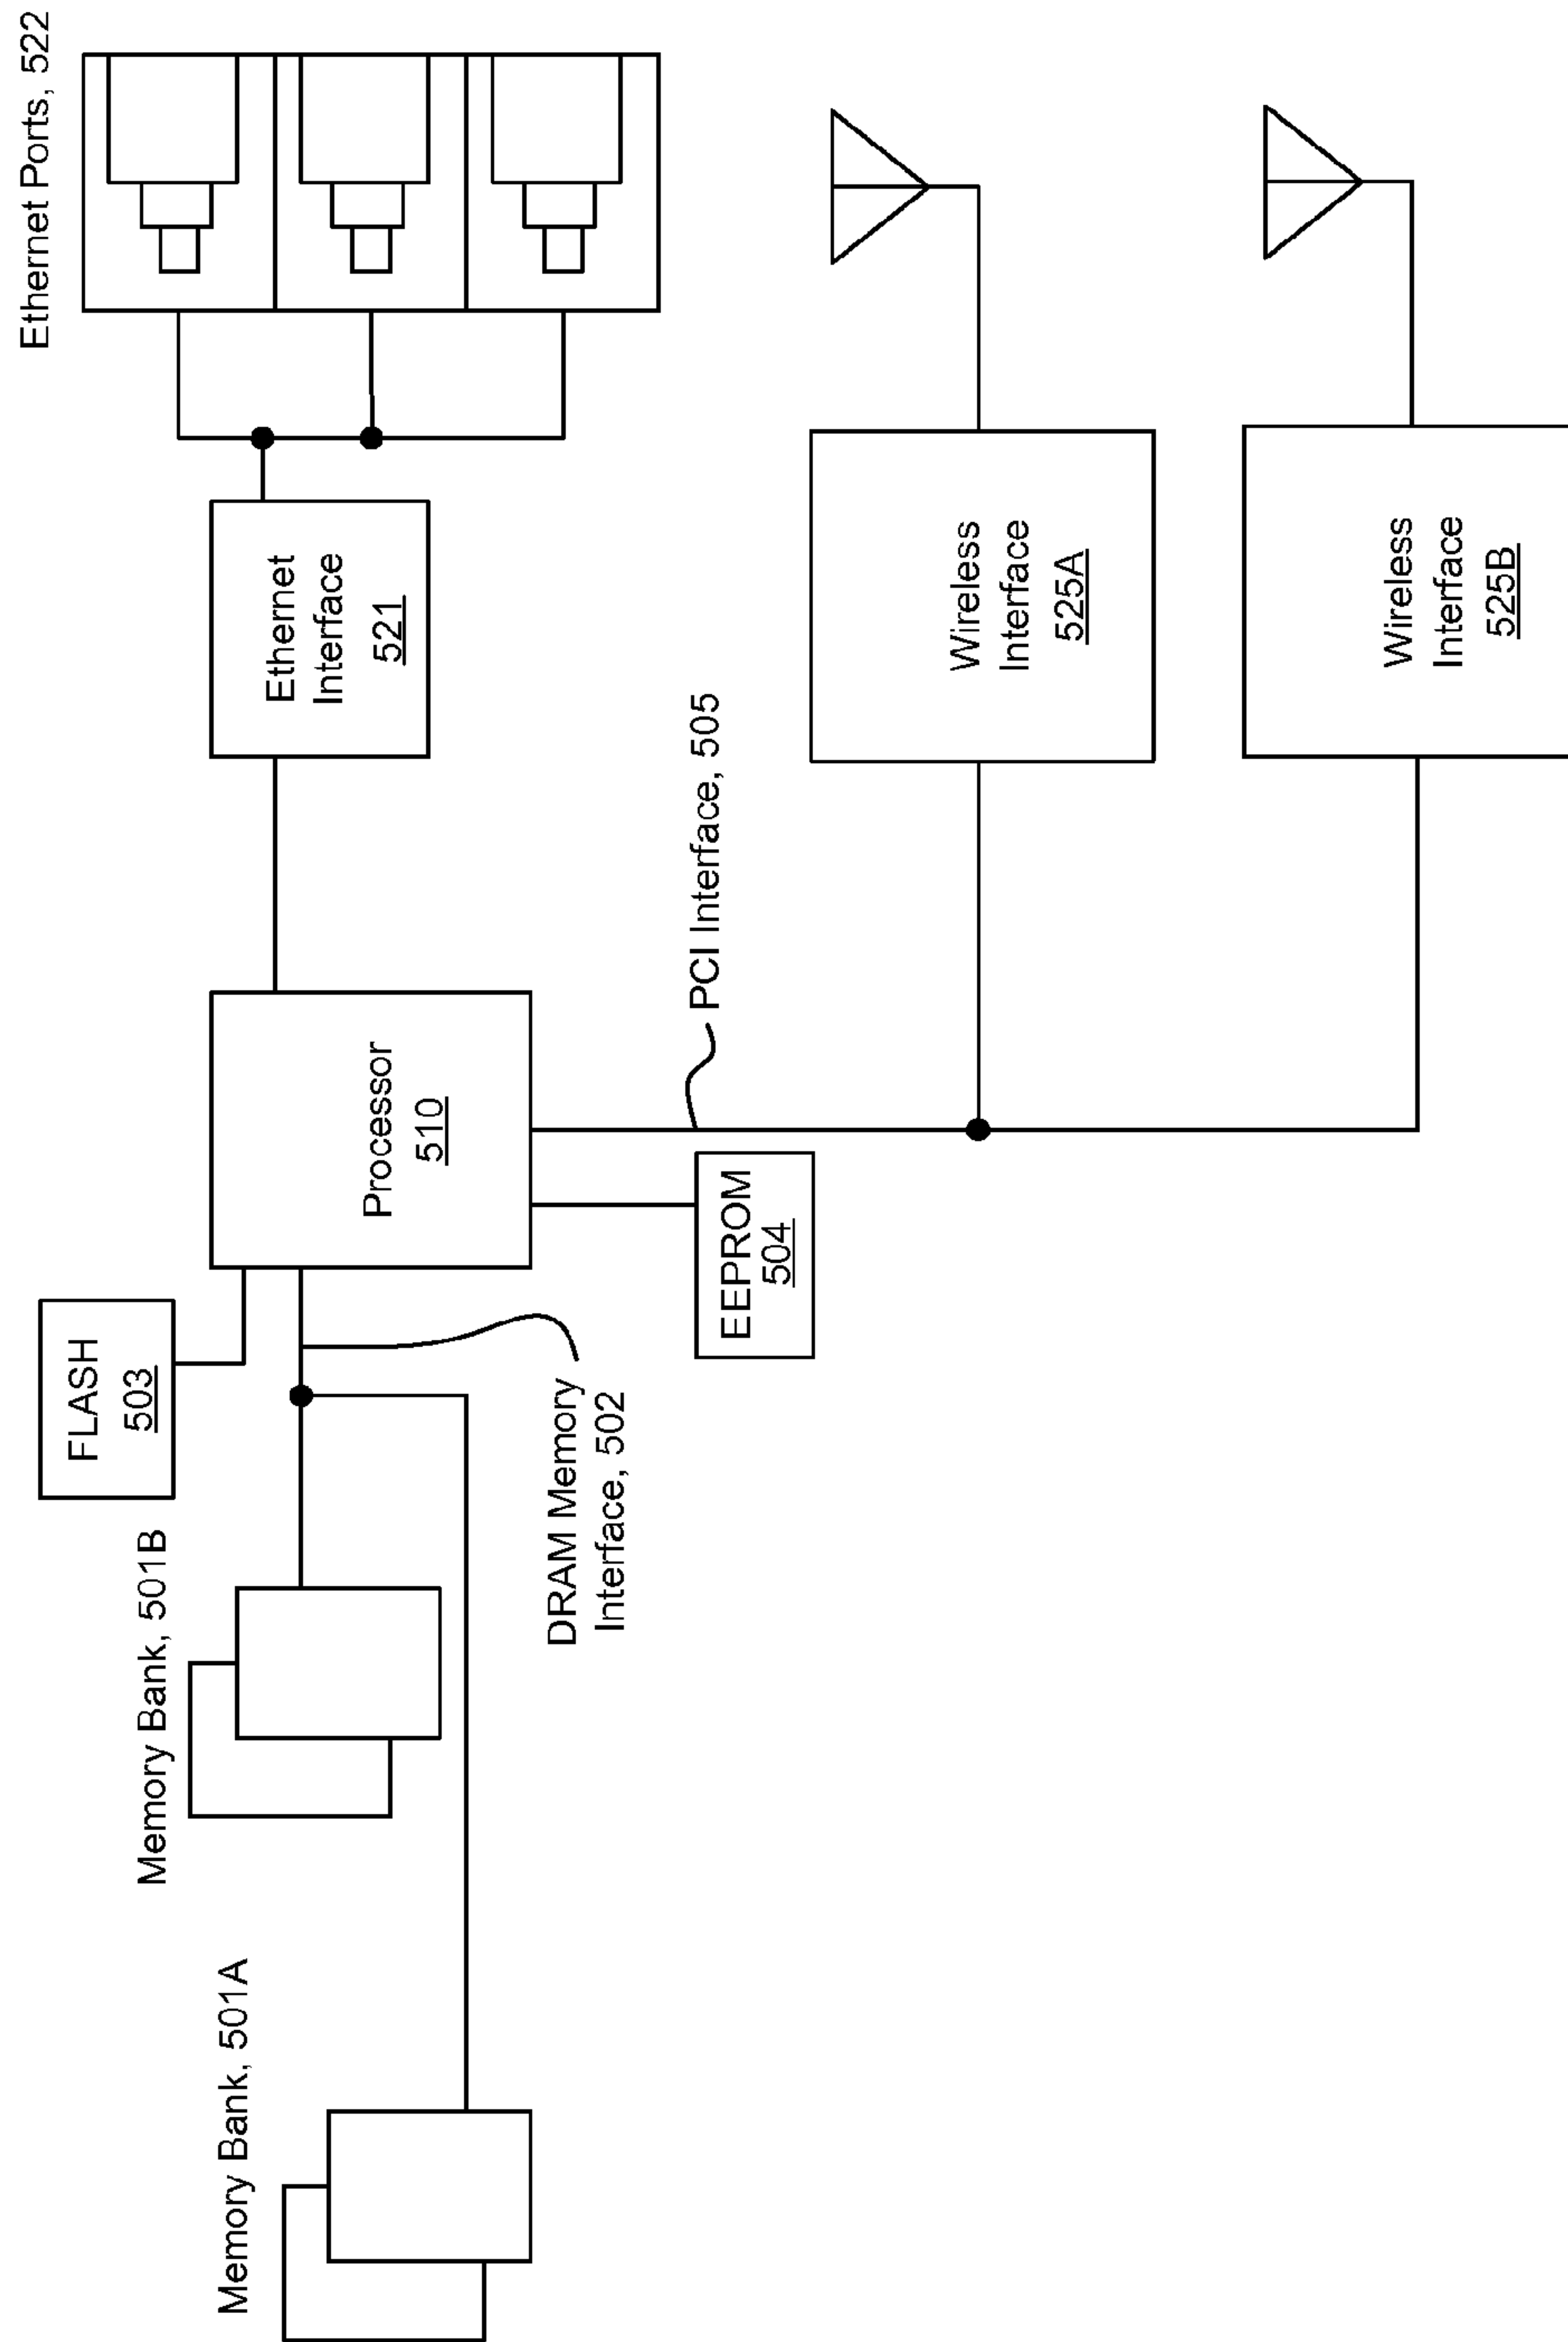 Memory Bank, 501A
Memory Bank, 501B
FLASH
503
DRAM Memory
Interface, 502
Processor
510
EEPROM
504
PCI Interface, 505
Ethernet
Interface
521
Ethernet Ports, 522
Wireless
Interface
525A
Wireless
Interface
525B